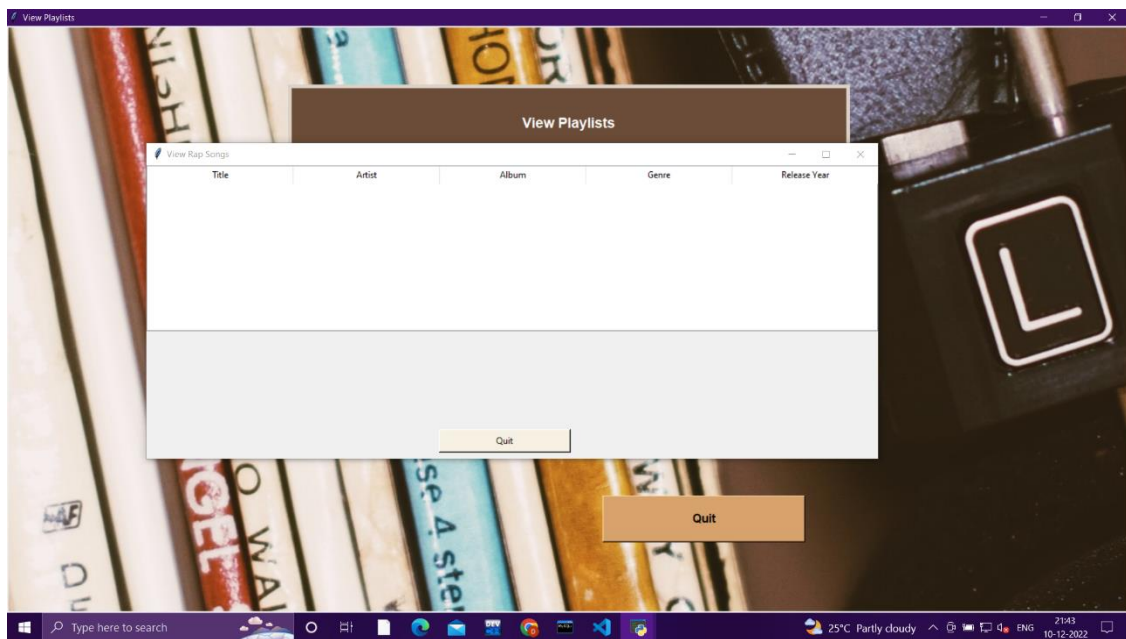 View Playlists
View Playlists
View Rap Songs
Title Artist Album Genre Release Year
Quit
Quit
L
Type here to search
DEV
25°C Partly cloudy
ENG
21:43
10-12-2022